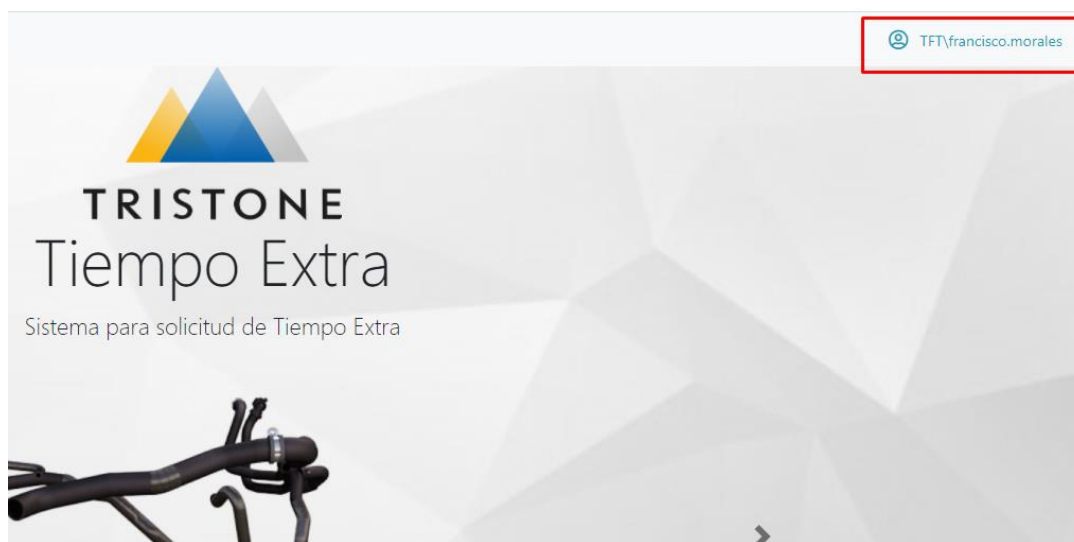 TFT\francisco.morales
TRISTONE
Tiempo Extra
Sistema para solicitud de Tiempo Extra